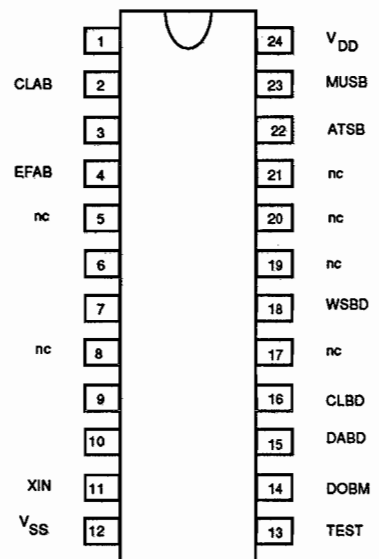 1 24 VDD
CLAB 2 23 MUSB
3 22 ATSB
EFAB 4 21 nc
nc 5 20 nc
6 19 nc
7 18 WSBD
nc 8 17 nc
9 16 CLBD
10 15 DABD
XIN 11 14 DOBM
VSS 12 13 TEST